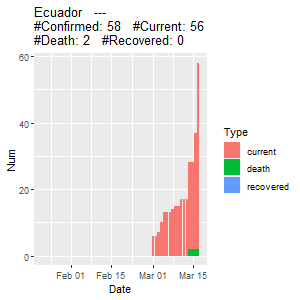 Ecuador   ---
#Confirmed: 58   #Current: 56
#Death: 2   #Recovered: 0
60
40
20
0
Num
Feb 01
Feb 15
Mar 01
Mar 15
Date
Type
current
death
recovered